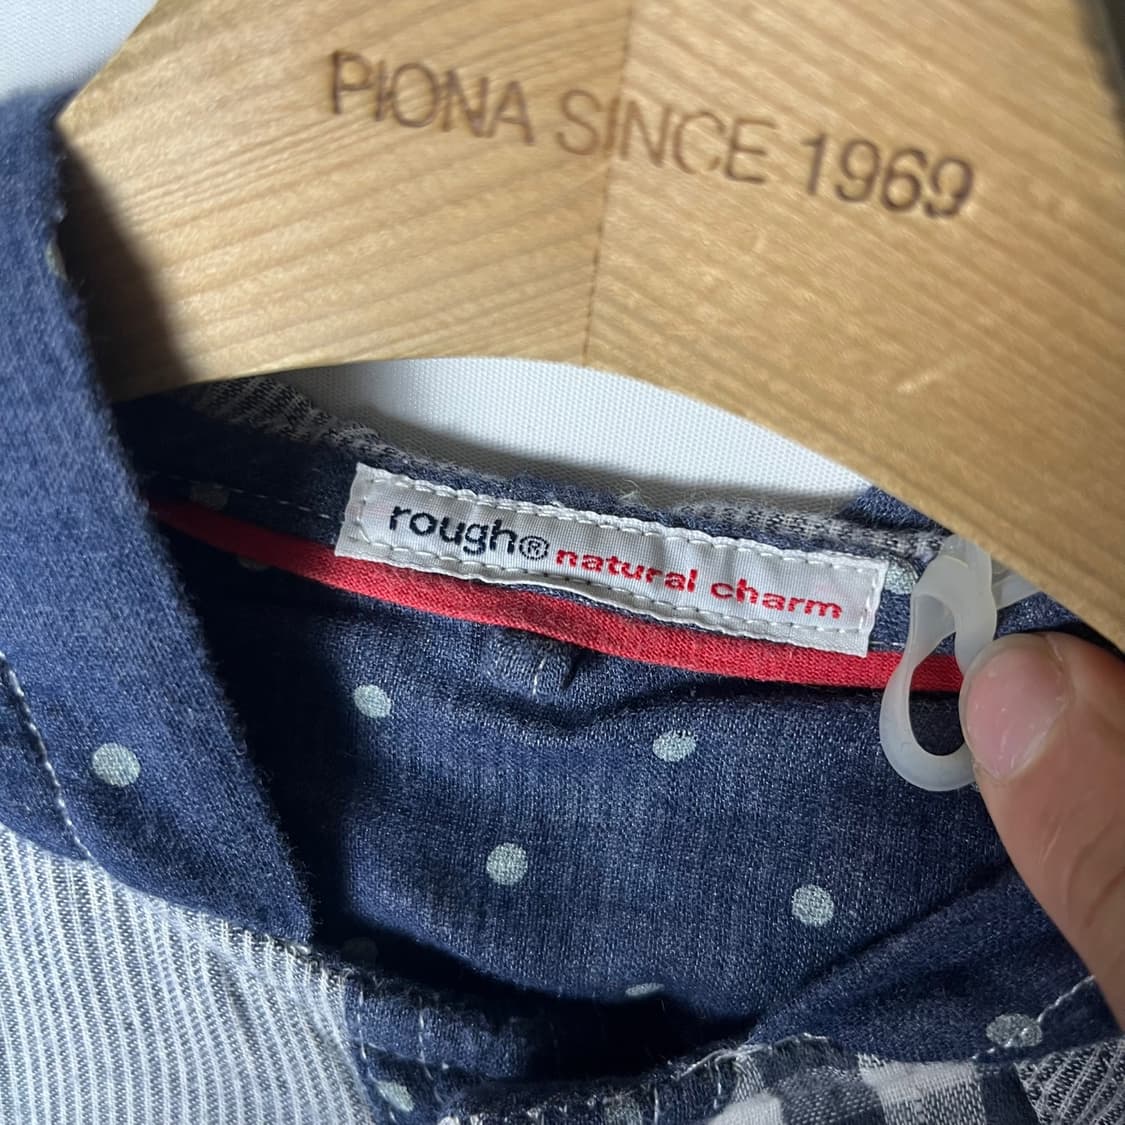 PIONA SINCE 1969
rough® natural charm